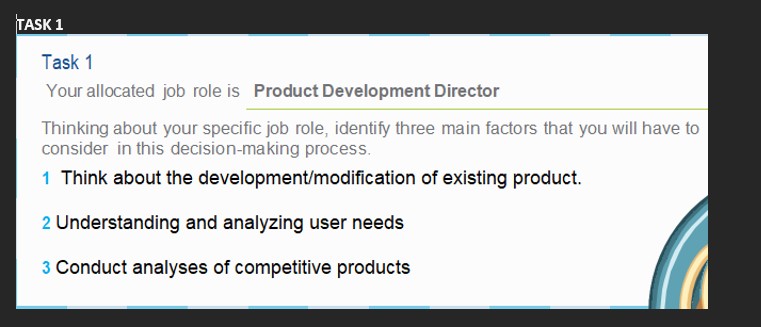 TASK 1
Task 1
Your allocated job role is Product Development Director
Thinking about your specific job role, identify three main factors that you will have to
consider in this decision-making process.
1 Think about the development/modification of existing product.
2 Understanding and analyzing user needs
3 Conduct analyses of competitive products